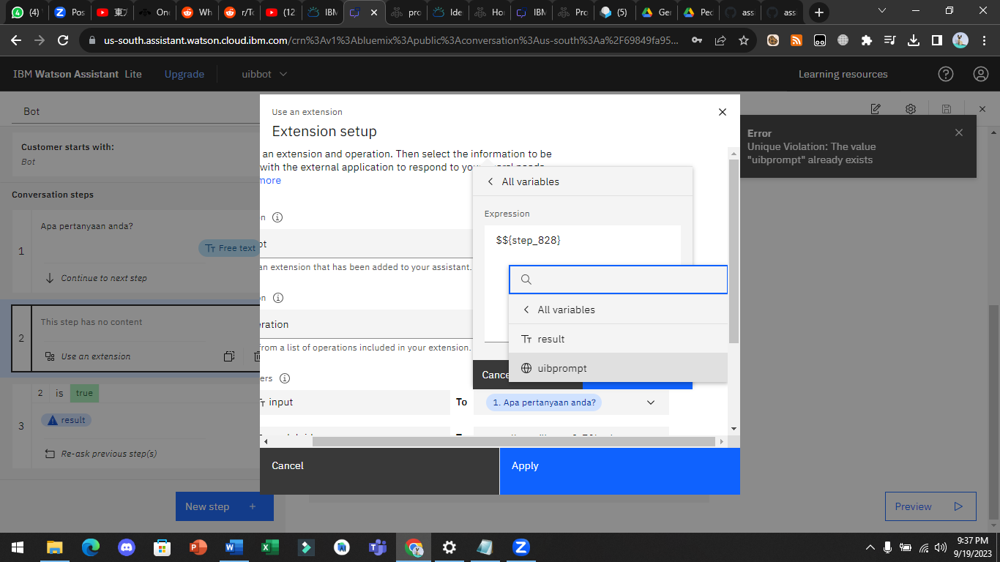 (4)
Pos
東方
(12
One
Wh
r/To
IBM
pro
Ide
Ho
IBM
Pro
(5)
Ger
Ped
assi
assi
us-south.assistant.watson.cloud.ibm.com/crn%3Av1%3Abluemix%3Apublic%3Aconversation%3Aus-south%3Aa%2F69849fa95...
IBM Watson Assistant Lite
Upgrade
uibbot
Learning resources
Bot
Customer starts with:
Bot
Conversation steps
1
Apa pertanyaan anda?
Free text
Continue to next step
2
This step has no content
Use an extension
3
2 is true
result
Re-ask previous step(s)
New step +
Use an extension
Extension setup
an extension and operation. Then select the information to be
with the external application to respond to your
more
n
ot
an extension that has been added to your assistant.
on
eration
from a list of operations included in your extension.
ers
input
To
1. Apa pertanyaan anda?
All variables
Expression
$${step_828}
All variables
result
uibprompt
Cance
Cancel
Apply
Error
Unique Violation: The value
"uibprompt" already exists
Preview
9:37 PM
9/19/2023